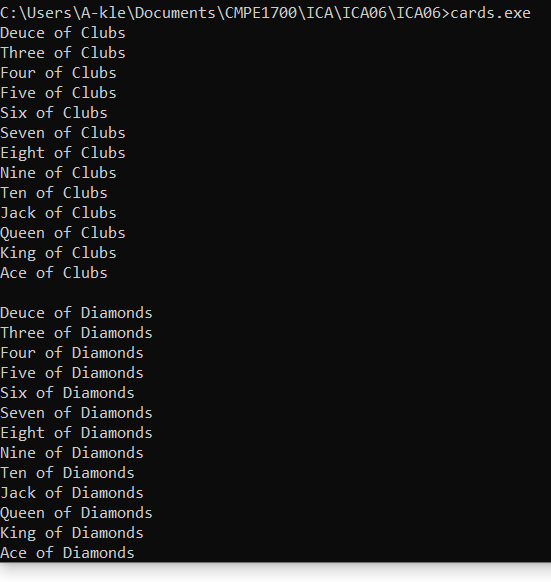 C:\Users\A-kle\Documents\CMPE1700\ICA\ICA06\ICA06>cards.exe
Deuce of Clubs
Three of Clubs
Four of Clubs
Five of Clubs
Six of Clubs
Seven of Clubs
Eight of Clubs
Nine of Clubs
Ten of Clubs
Jack of Clubs
Queen of Clubs
King of Clubs
Ace of Clubs

Deuce of Diamonds
Three of Diamonds
Four of Diamonds
Five of Diamonds
Six of Diamonds
Seven of Diamonds
Eight of Diamonds
Nine of Diamonds
Ten of Diamonds
Jack of Diamonds
Queen of Diamonds
King of Diamonds
Ace of Diamonds